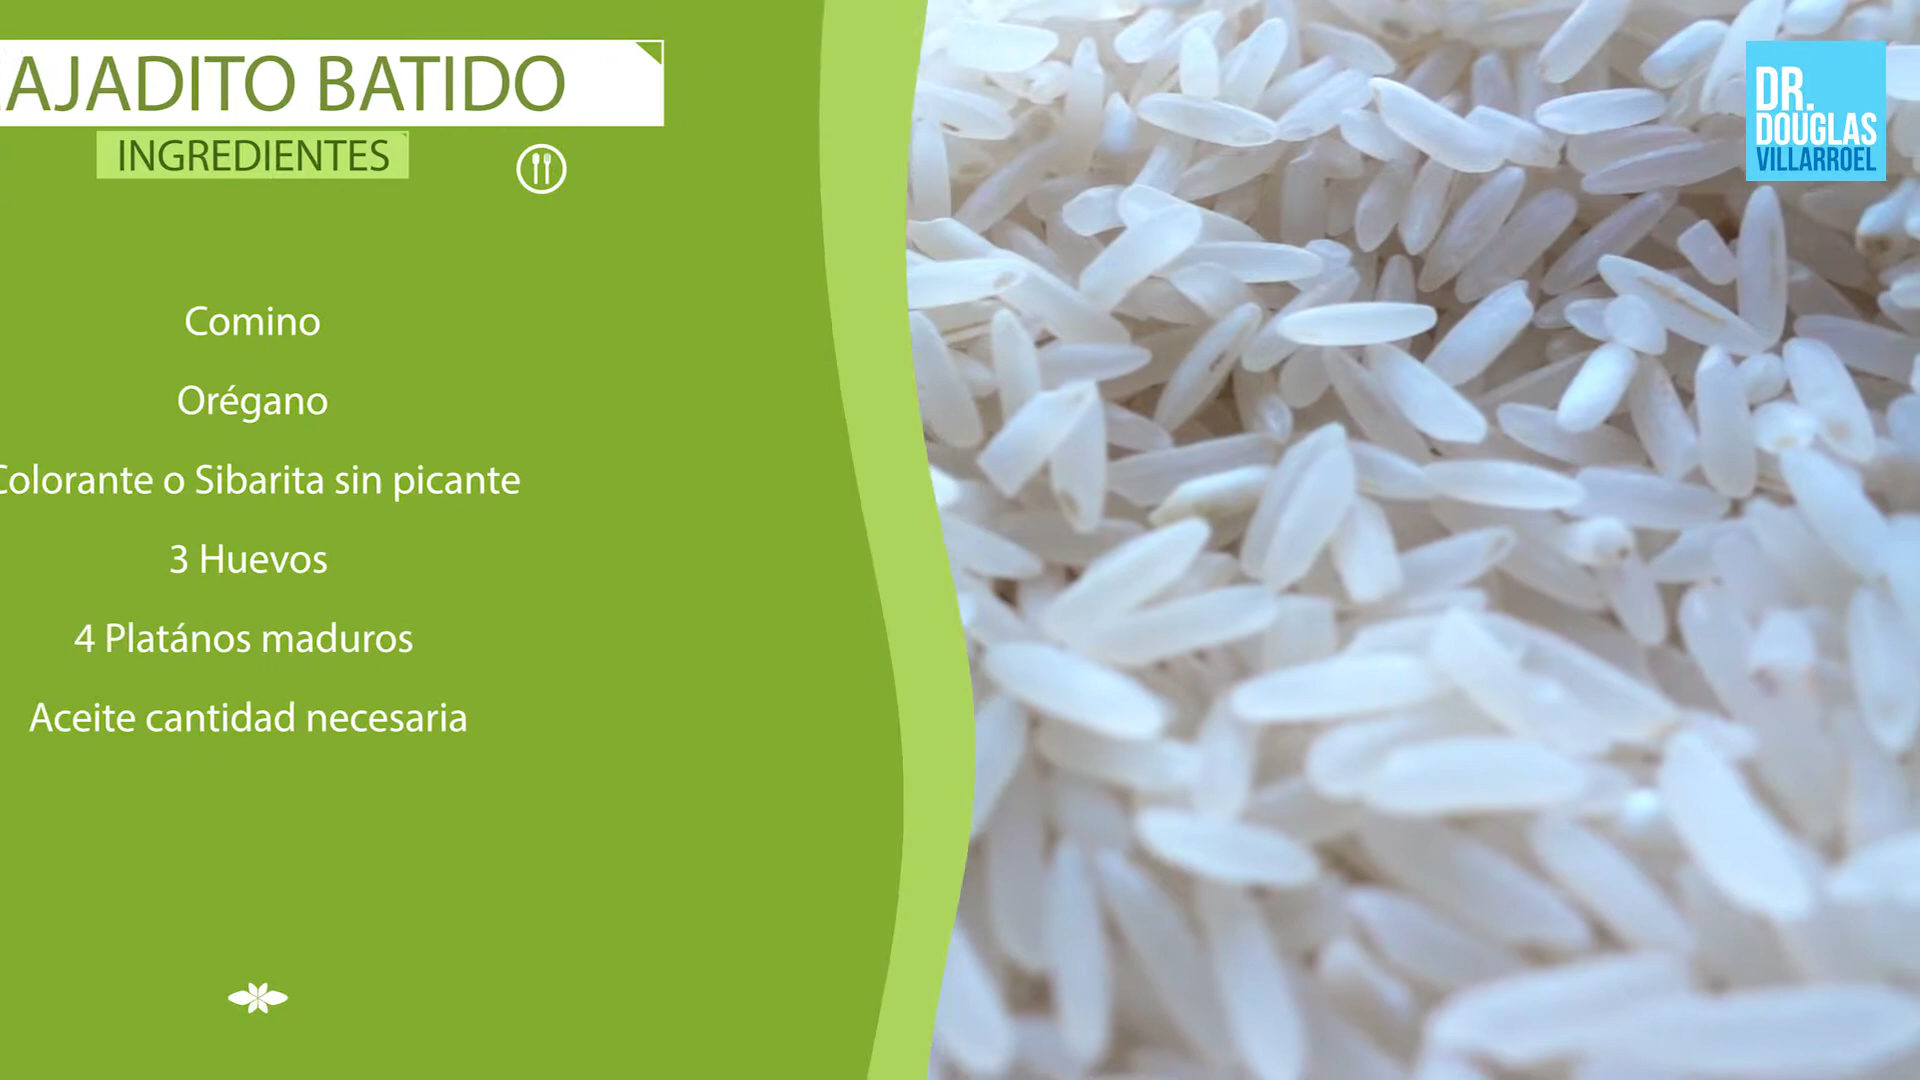 AJADITO BATIDO
INGREDIENTES
Comino
Orégano
Colorante o Sibarita sin picante
3 Huevos
4 Platános maduros
Aceite cantidad necesaria
DR.
DOUGLAS
VILLARROEL